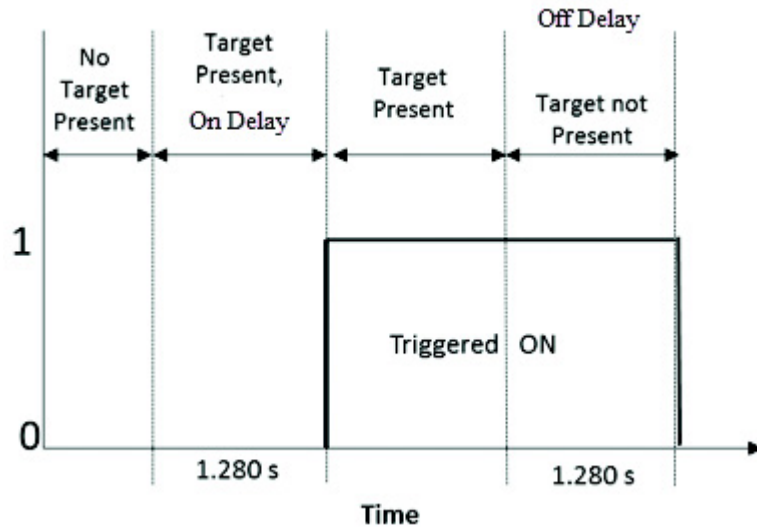 No
Target
Present
Target
Present,
On Delay
Target
Present
Off Delay
Target not
Present
1
Triggered ON
0
1.280 s
1.280 s
Time